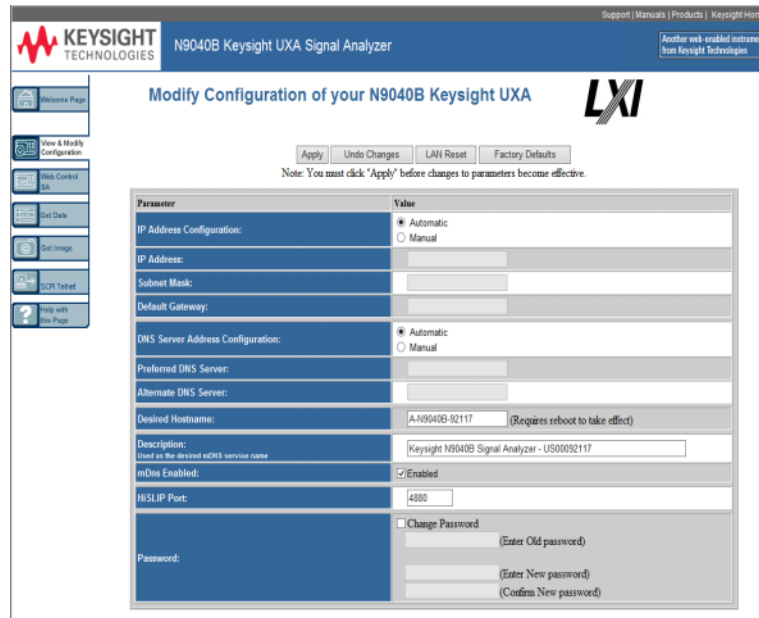 Support | Manuals | Products | Keysight Hom
KEYSIGHT
TECHNOLOGIES
N9040B Keysight UXA Signal Analyzer
Another web-enabled instrume
from Keysight Technologies
Welcome Page
View & Modify
Configuration
Web Control
SA
Get Data
Get Image
SCPI Telnet
Help with
this Page
Modify Configuration of your N9040B Keysight UXA
LXI
Apply
Undo Changes
LAN Reset
Factory Defaults
Note: You must click "Apply" before changes to parameters become effective.
Parameter
Value
IP Address Configuration:
Automatic
Manual
IP Address:
Subnet Mask:
Default Gateway:
DNS Server Address Configuration:
Automatic
Manual
Preferred DNS Server:
Alternate DNS Server:
Desired Hostname:
A-N9040B-92117
(Requires reboot to take effect)
Description:
Used as the desired mDNS service name
Keysight N9040B Signal Analyzer - US00092117
mDns Enabled:
Enabled
HiSLIP Port:
4880
Password:
Change Password
(Enter Old password)
(Enter New password)
(Confirm New password)